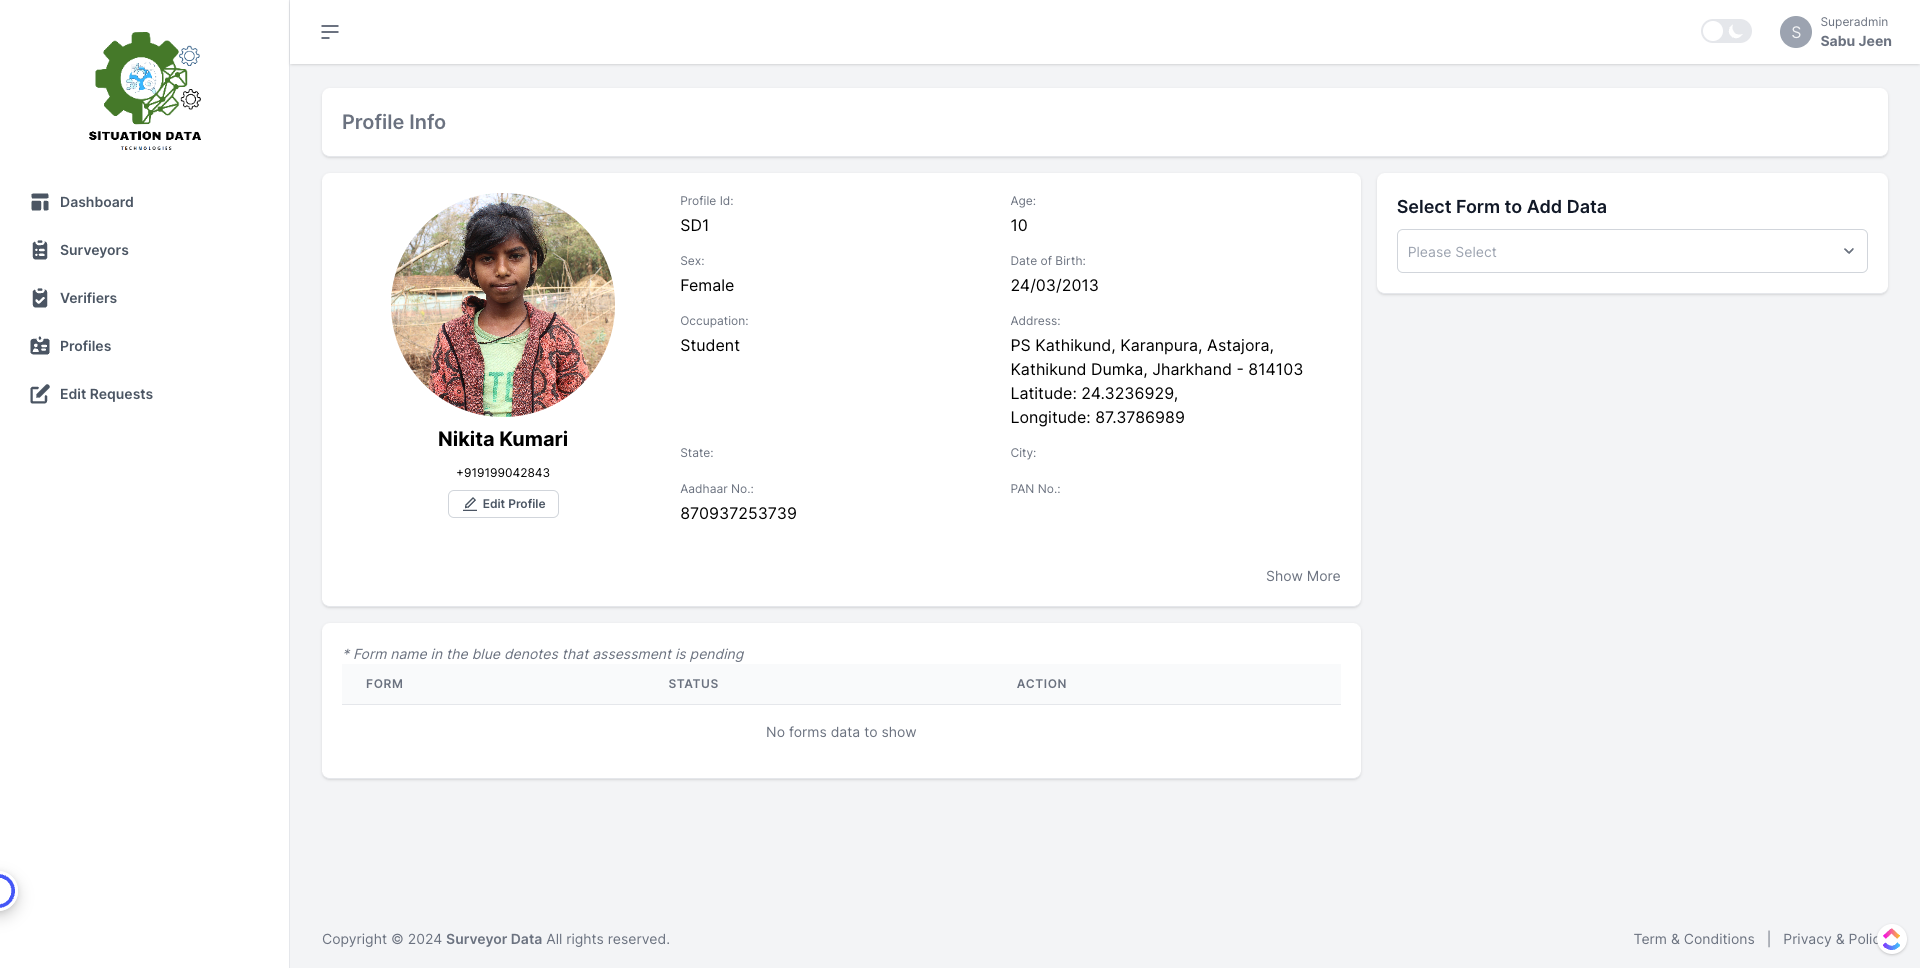 SITUATION DATA
TECHNOLOGIES
Dashboard
Surveyors
Verifiers
Profiles
Edit Requests
S
Superadmin
Sabu Jeen
Profile Info
Nikita Kumari
+919199042843
Edit Profile
Profile Id:
SD1
Age:
10
Sex:
Female
Date of Birth:
24/03/2013
Occupation:
Student
Address:
PS Kathikund, Karanpura, Astajora,
Kathikund Dumka, Jharkhand - 814103
Latitude: 24.3236929,
Longitude: 87.3786989
State:
City:
Aadhaar No.:
870937253739
PAN No.:
Show More
Select Form to Add Data
Please Select
* Form name in the blue denotes that assessment is pending
FORM STATUS ACTION
No forms data to show
Copyright © 2024 Surveyor Data All rights reserved.
Term & Conditions | Privacy &